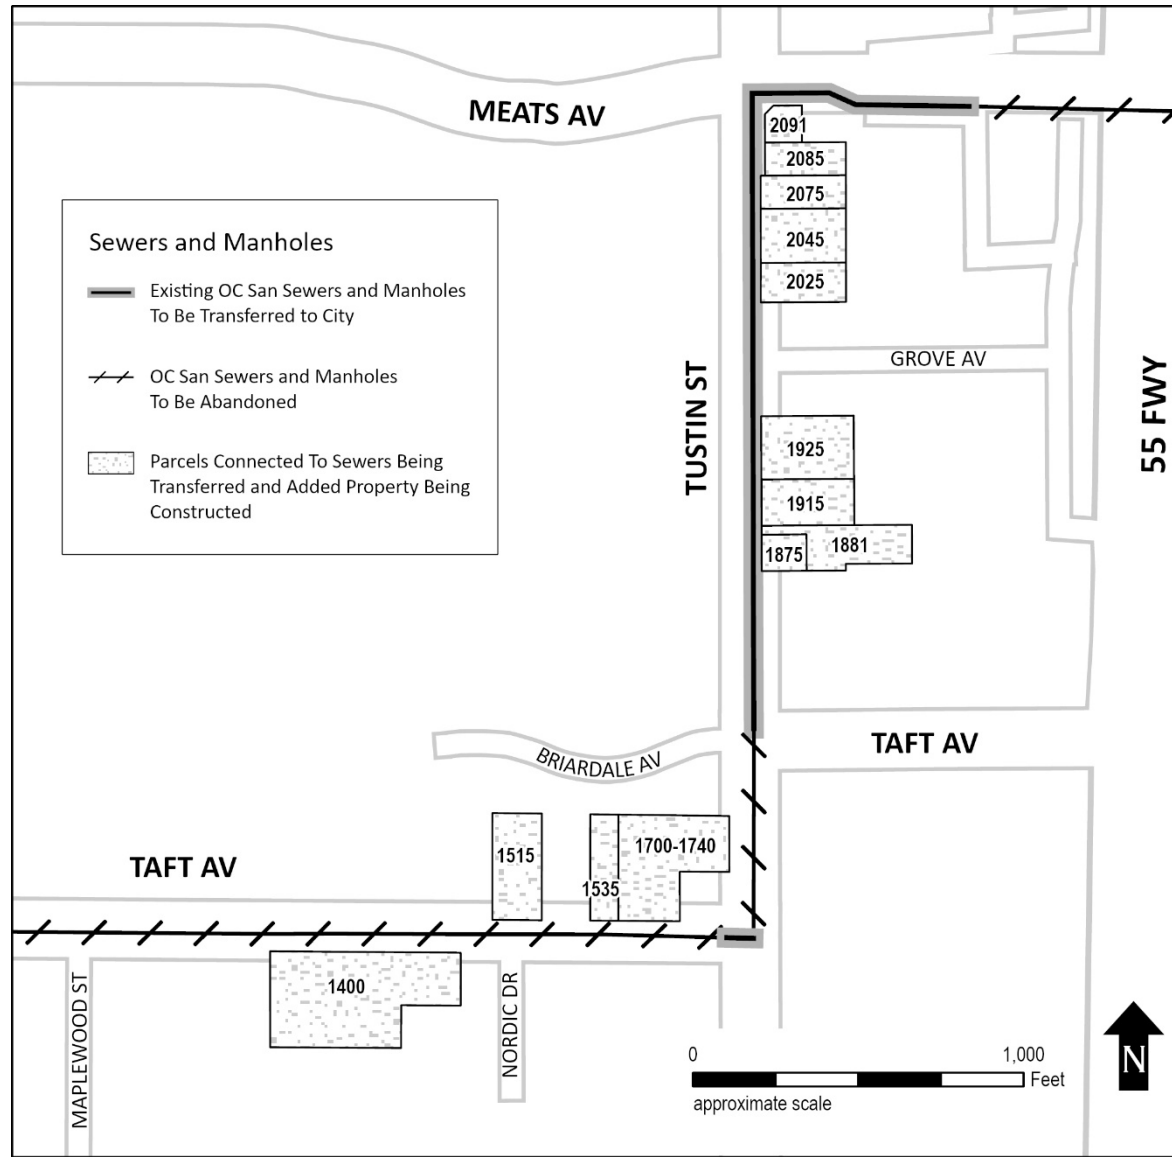 MEATS AV
2091
2085
2075
2045
2025
Sewers and Manholes
Existing OC San Sewers and Manholes
To Be Transferred to City
OC San Sewers and Manholes
To Be Abandoned
Parcels Connected To Sewers Being
Transferred and Added Property Being
Constructed
TUSTIN ST
GROVE AV
55 FWY
1925
1915
1881
1875
TAFT AV
BRIARDALE AV
1515
1535
1700-1740
TAFT AV
1400
MAPLEWOOD ST
NORDIC DR
0
1,000
Feet
approximate scale
N